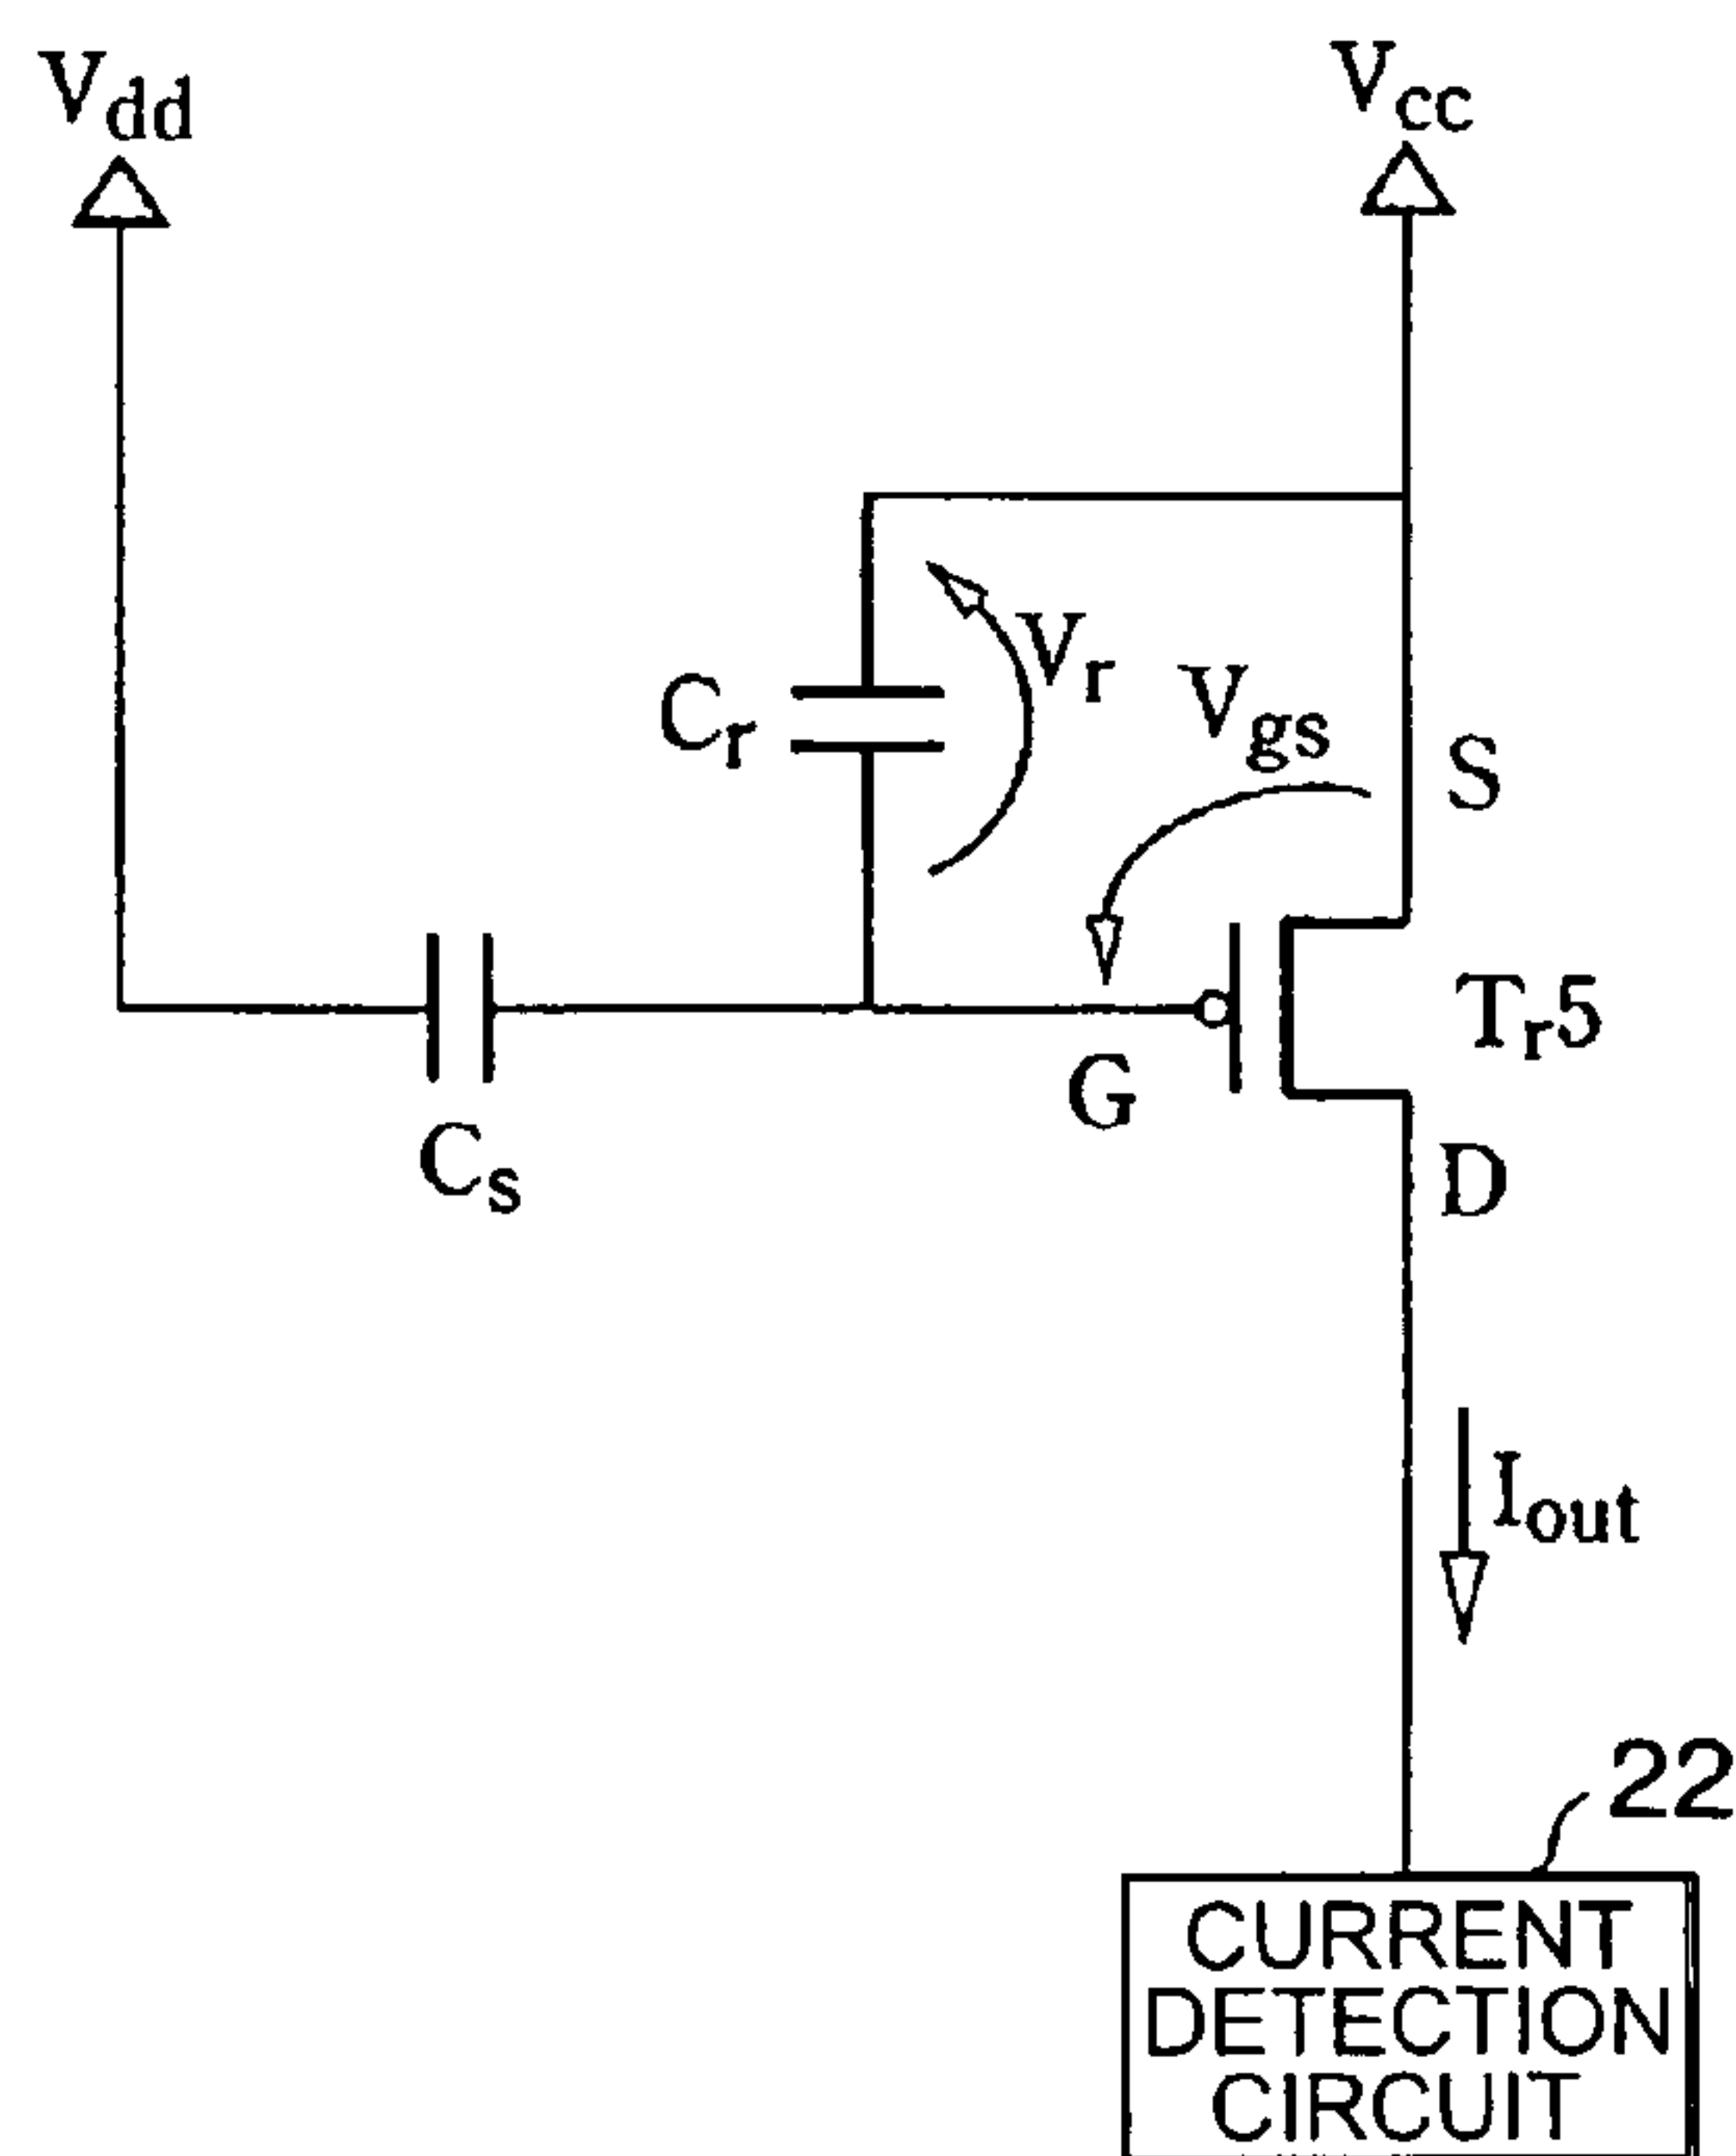 Vdd
Vcc
Cr
Vr
Vgs
S
Tr5
G
Cs
D
Iout
22
CURRENT
DETECTION
CIRCUIT